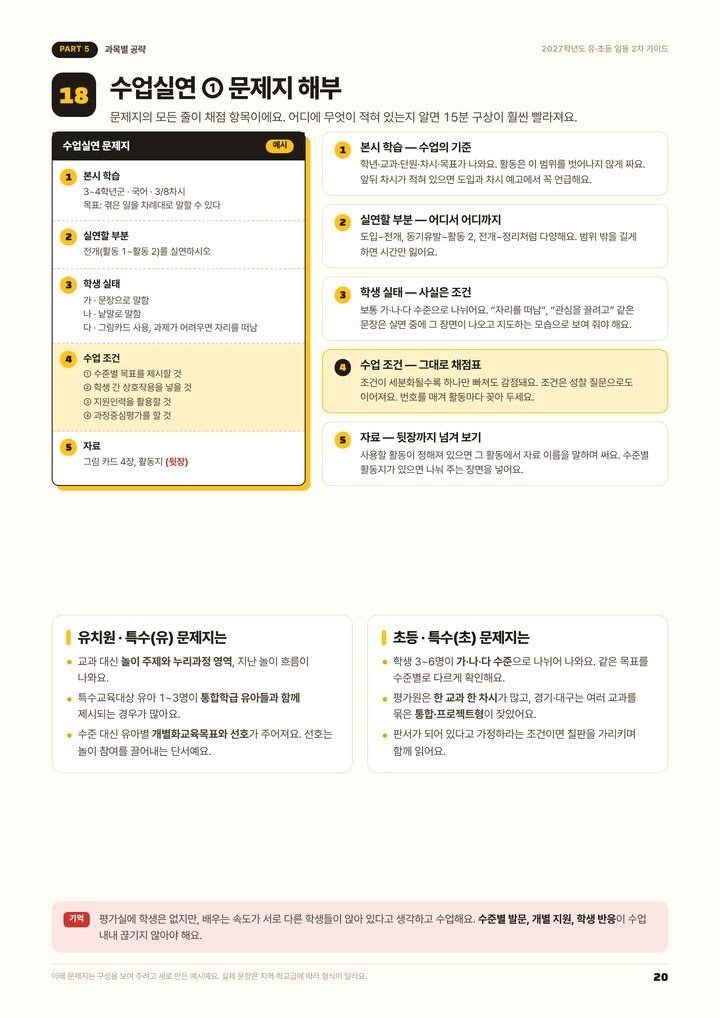 PART 5 과목별 공략
2027학년도 유·초등 임용 2차 가이드
18 수업실연 ① 문제지 해부
문제지의 모든 줄이 채점 항목이에요. 어디에 무엇이 적혀 있는지 알면 15분 구상이 훨씬 빨라져요.
수업실연 문제지 예시
1 본시 학습
3~4학년군 · 국어 · 3/8차시
목표: 겪은 일을 차례대로 말할 수 있다
2 실연할 부분
전개(활동 1~활동 2)를 실연하시오
3 학생 실태
가 · 문장으로 말함
나 · 낱말로 말함
다 · 그림카드 사용, 과제가 어려우면 자리를 떠남
4 수업 조건
① 수준별 목표를 제시할 것
② 학생 간 상호작용을 넣을 것
③ 지원인력을 활용할 것
④ 과정중심평가를 할 것
5 자료
그림 카드 4장, 활동지 (뒷장)
1 본시 학습 — 수업의 기준
학년·교과·단원·차시·목표가 나와요. 활동은 이 범위를 벗어나지 않게 짜요.
앞뒤 차시가 적혀 있으면 도입과 차시 예고에서 꼭 언급해요.
2 실연할 부분 — 어디서 어디까지
도입~전개, 동기유발~활동 2, 전개~정리처럼 다양해요. 범위 밖을 길게
하면 시간만 잃어요.
3 학생 실태 — 사실은 조건
보통 가·나·다 수준으로 나뉘어요. “자리를 떠남”, “관심을 끌려고” 같은
문장은 실연 중에 그 장면이 나오고 지도하는 모습으로 보여 줘야 해요.
4 수업 조건 — 그대로 채점표
조건이 세분화될수록 하나만 빠져도 감점돼요. 조건은 성찰 질문으로도
이어져요. 번호를 매겨 활동마다 꽂아 두세요.
5 자료 — 뒷장까지 넘겨 보기
사용할 활동이 정해져 있으면 그 활동에서 자료 이름을 말하며 써요. 수준별
활동지가 있으면 나눠 주는 장면을 넣어요.
유치원 · 특수(유) 문제지는
• 교과 대신 놀이 주제와 누리과정 영역, 지난 놀이 흐름이
나와요.
• 특수교육대상 유아 1~3명이 통합학급 유아들과 함께
제시되는 경우가 많아요.
• 수준 대신 유아별 개별화교육목표와 선호가 주어져요. 선호는
놀이 참여를 끌어내는 단서예요.
초등 · 특수(초) 문제지는
• 학생 3~6명이 가·나·다 수준으로 나뉘어 나와요. 같은 목표를
수준별로 다르게 확인해요.
• 평가원은 한 교과 한 차시가 많고, 경기·대구는 여러 교과를
묶은 통합·프로젝트형이 잦았어요.
• 판서가 되어 있다고 가정하라는 조건이면 칠판을 가리키며
함께 읽어요.
기억 평가실에 학생은 없지만, 배우는 속도가 서로 다른 학생들이 앉아 있다고 생각하고 수업해요. 수준별 발문, 개별 지원, 학생 반응이 수업
내내 끊기지 않아야 해요.
아래 문제지는 구성을 보여 주려고 새로 만든 예시예요. 실제 문항은 지역·학교급에 따라 형식이 달라요.
20